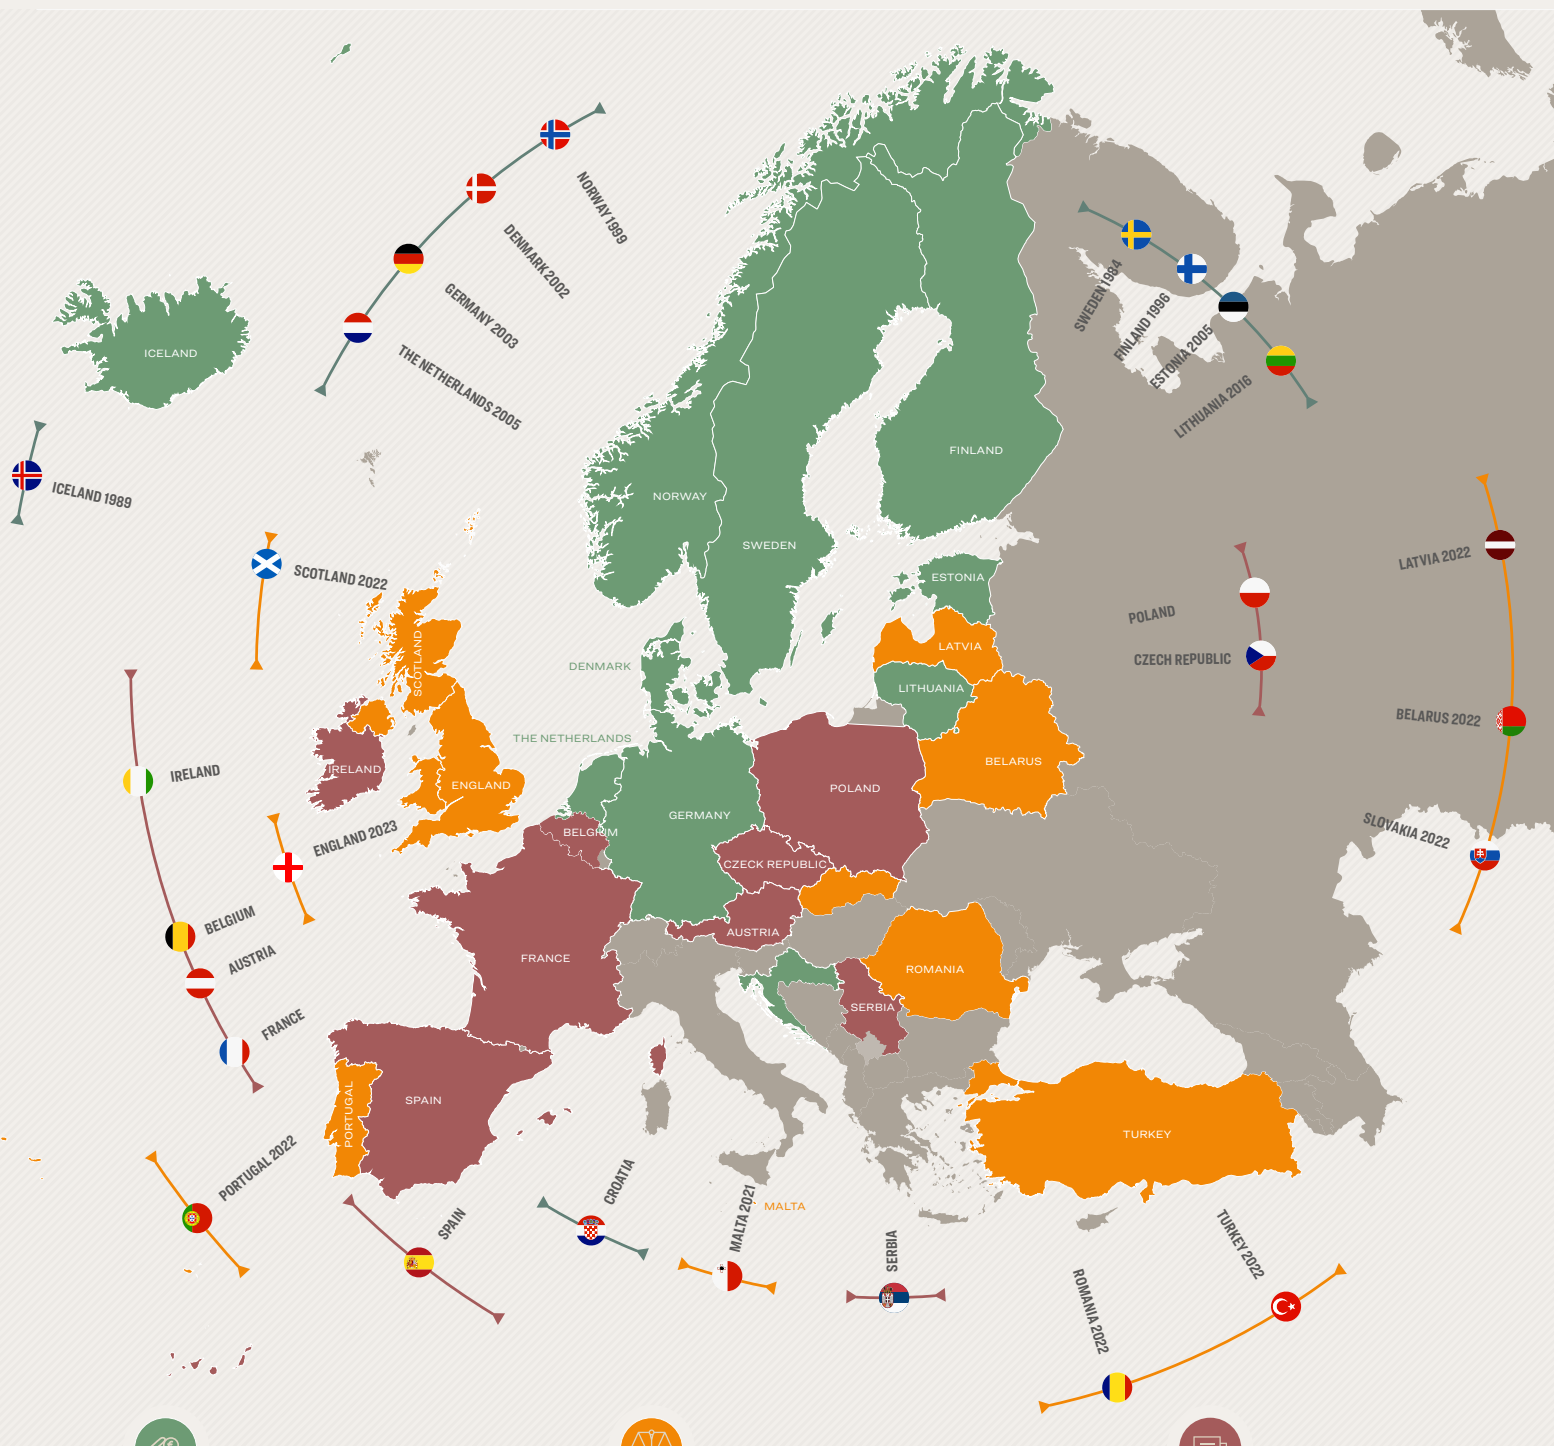 NORWAY 1999
DENMARK 2002
GERMANY 2003
THE NETHERLANDS 2005
SWEDEN 1984
FINLAND 1996
ESTONIA 2005
LITHUANIA 2016
ICELAND
ICELAND 1989
FINLAND
NORWAY
SWEDEN
SCOTLAND 2022
ESTONIA
LATVIA 2022
POLAND
CZECH REPUBLIC
LATVIA
SCOTLAND
DENMARK
LITHUANIA
BELARUS 2022
THE NETHERLANDS
IRELAND
IRELAND
ENGLAND
BELARUS
POLAND
GERMANY
ENGLAND 2023
BELGIUM
SLOVAKIA 2022
CZECK REPUBLIC
BELGIUM
AUSTRIA
AUSTRIA
FRANCE
ROMANIA
SERBIA
FRANCE
SPAIN
PORTUGAL
TURKEY
PORTUGAL 2022
SPAIN
CROATIA
MALTA 2021
MALTA
SERBIA
TURKEY 2022
ROMANIA 2022